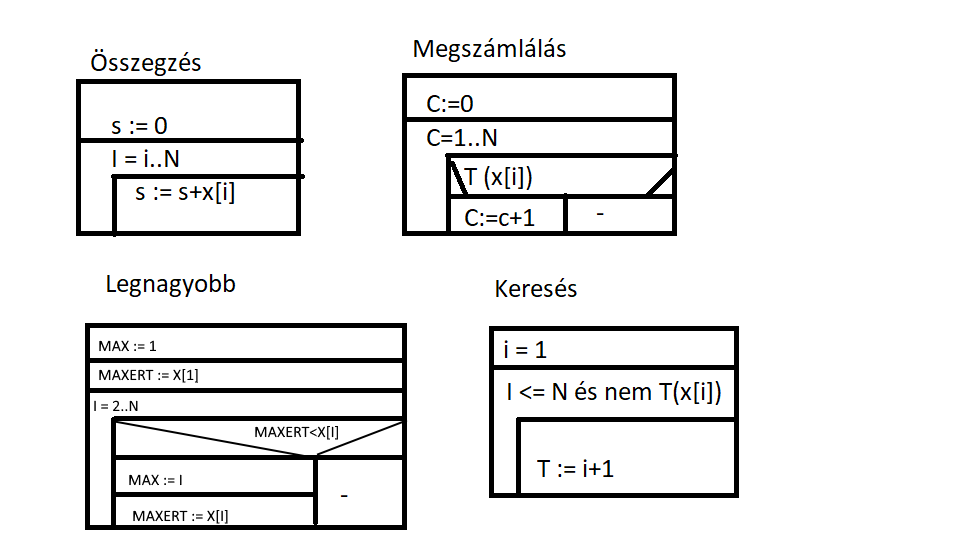 Összegzés
s := 0
I = i..N
s := s+x[i]
Megszámlálás
C:=0
C=1..N
T (x[i])
C:=c+1
-
Legnagyobb
MAX := 1
MAXERT := X[1]
I = 2..N
MAXERT<X[I]
MAX := I
-
MAXERT := X[I]
Keresés
i = 1
I <= N és nem T(x[i])
T := i+1